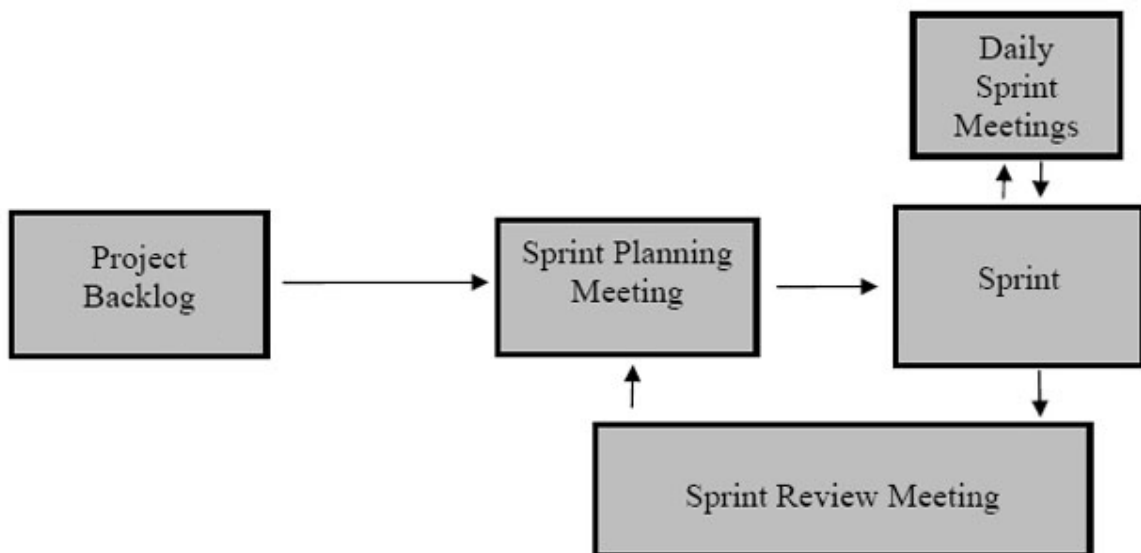 Daily
Sprint
Meetings
Project
Backlog
Sprint Planning
Meeting
Sprint
Sprint Review Meeting